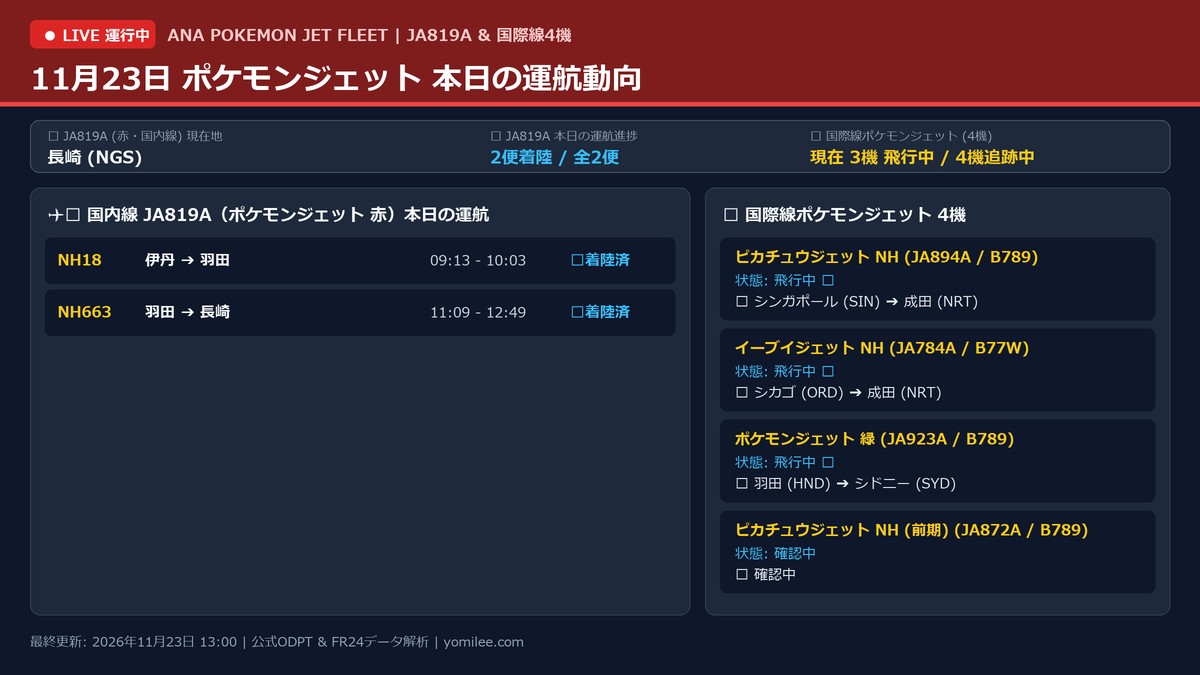 ● LIVE 運行中 ANA POKEMON JET FLEET | JA819A & 国際線4機
11月23日 ポケモンジェット 本日の運航動向
□ JA819A (赤・国内線) 現在地
長崎 (NGS)
□ JA819A 本日の運航進捗
2便着陸 / 全2便
□ 国際線ポケモンジェット (4機)
現在 3機 飛行中 / 4機追跡中
✈□ 国内線 JA819A（ポケモンジェット 赤）本日の運航
NH18 伊丹 → 羽田 09:13 - 10:03 □着陸済
NH663 羽田 → 長崎 11:09 - 12:49 □着陸済
□ 国際線ポケモンジェット 4機
ピカチュウジェット NH (JA894A / B789)
状態: 飛行中 □
□ シンガポール (SIN) → 成田 (NRT)
イーブイジェット NH (JA784A / B77W)
状態: 飛行中 □
□ シカゴ (ORD) → 成田 (NRT)
ポケモンジェット 緑 (JA923A / B789)
状態: 飛行中 □
□ 羽田 (HND) → シドニー (SYD)
ピカチュウジェット NH (前期) (JA872A / B789)
状態: 確認中
□ 確認中
最終更新: 2026年11月23日 13:00 | 公式ODPT & FR24データ解析 | yomilee.com